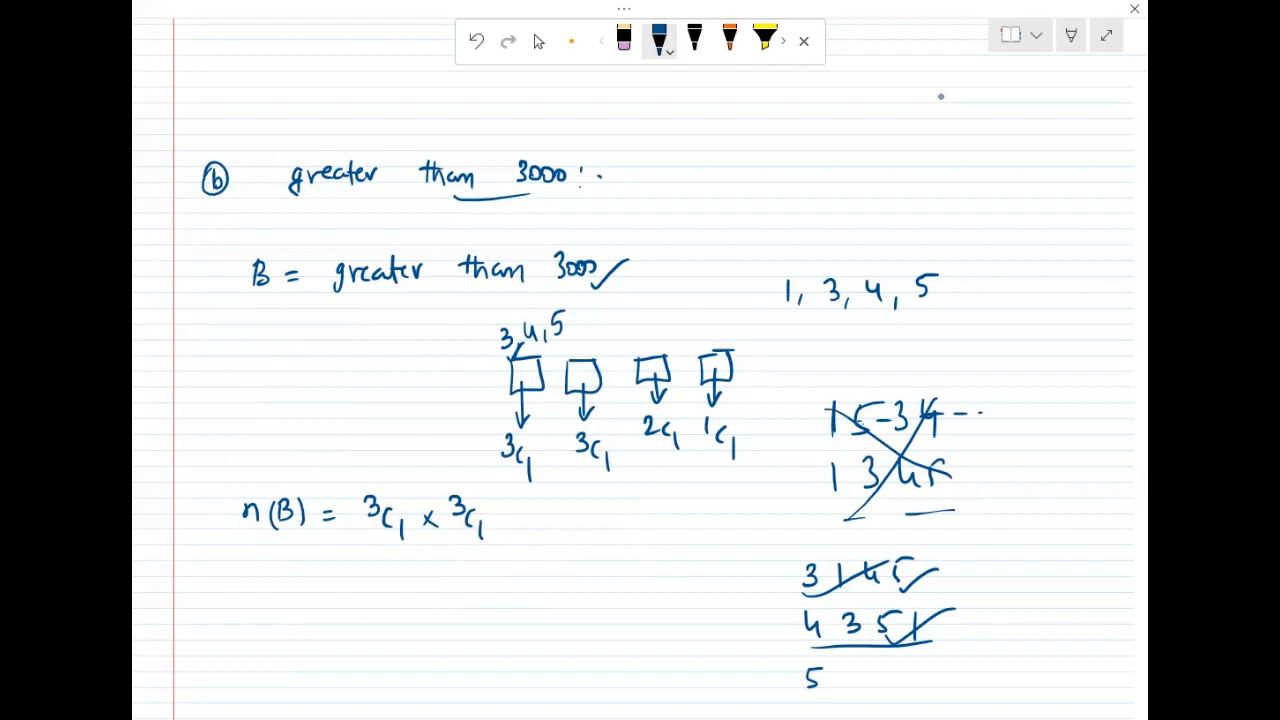 b greater than 3000 :.
B = greater than 3000 ✓
1, 3, 4, 5
3, 4, 5
3C1 3C1 2C1 1C1
1 3 4 5
n(B) = 3C1 × 3C1
3 1 4 5 ✓
4 3 5 1
5